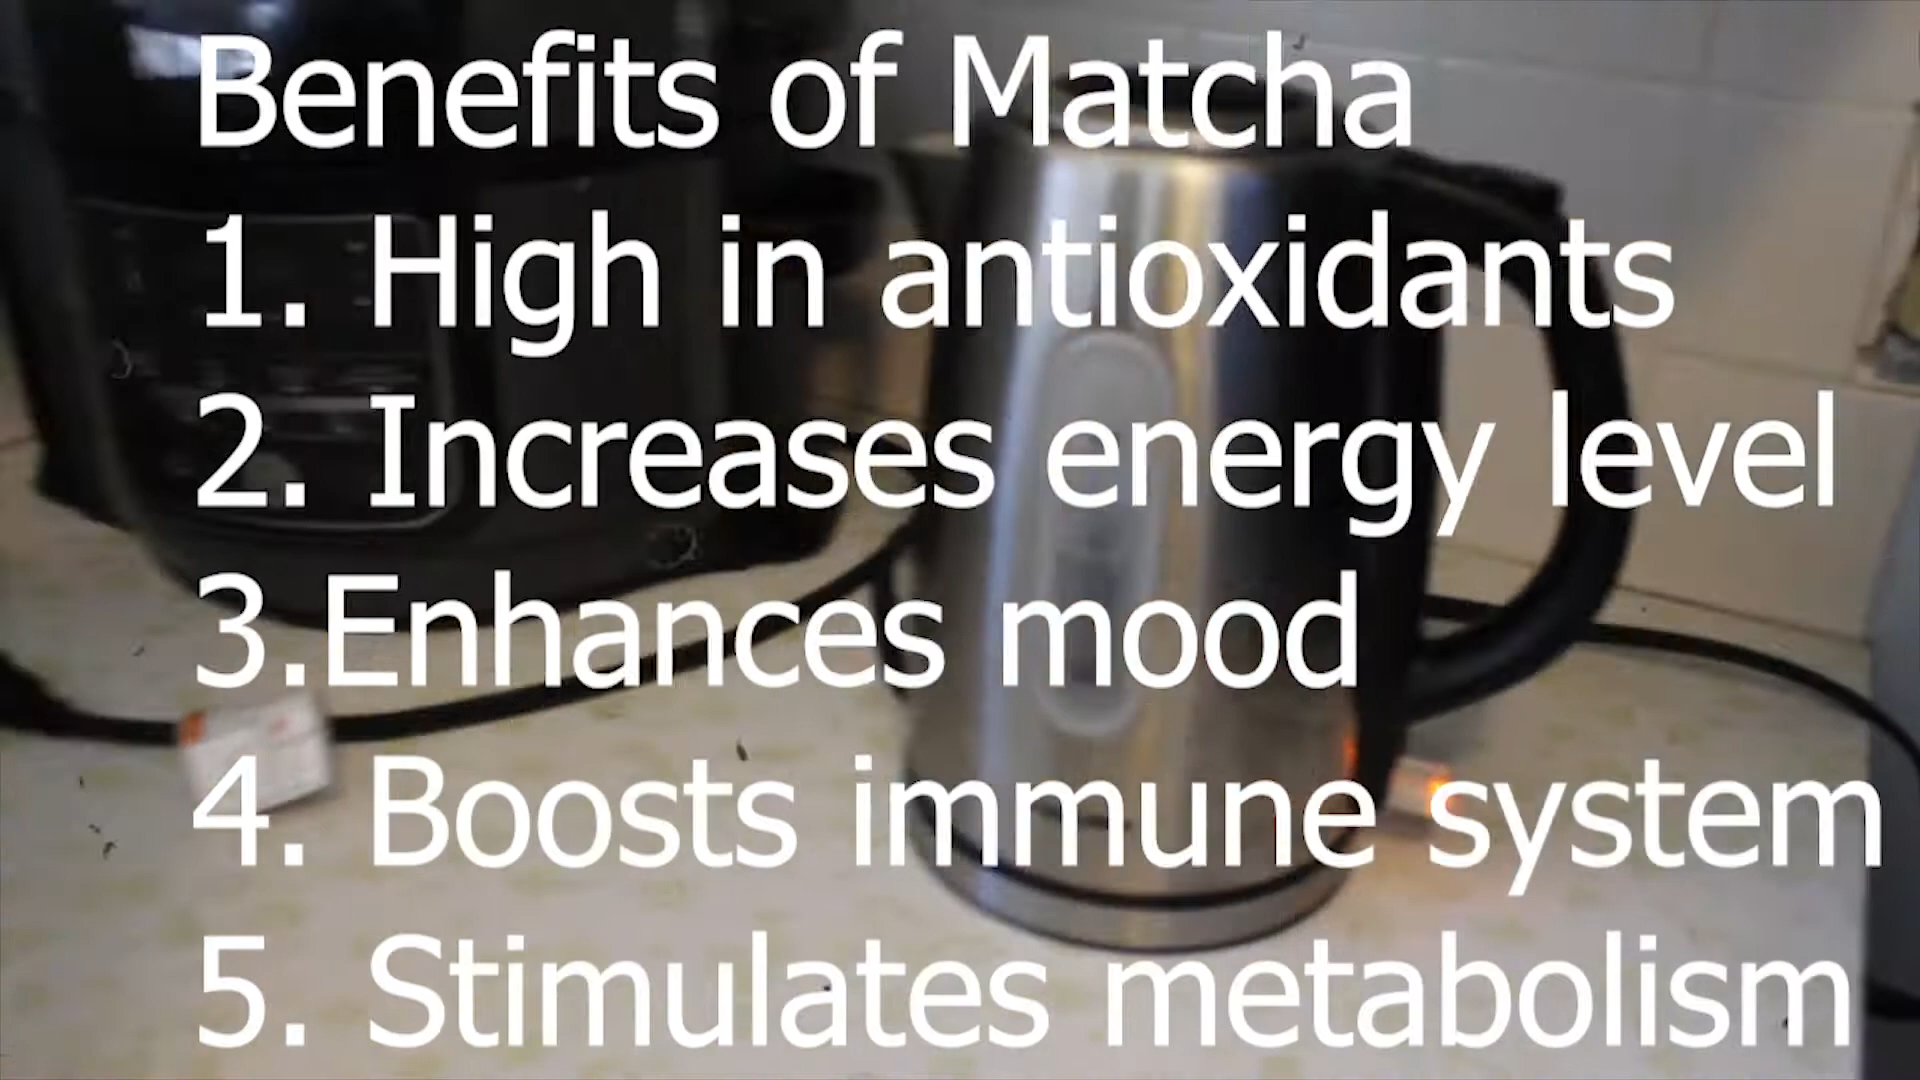 Benefits of Matcha
1. High in antioxidants
2. Increases energy level
3.Enhances mood
4. Boosts immune system
5. Stimulates metabolism